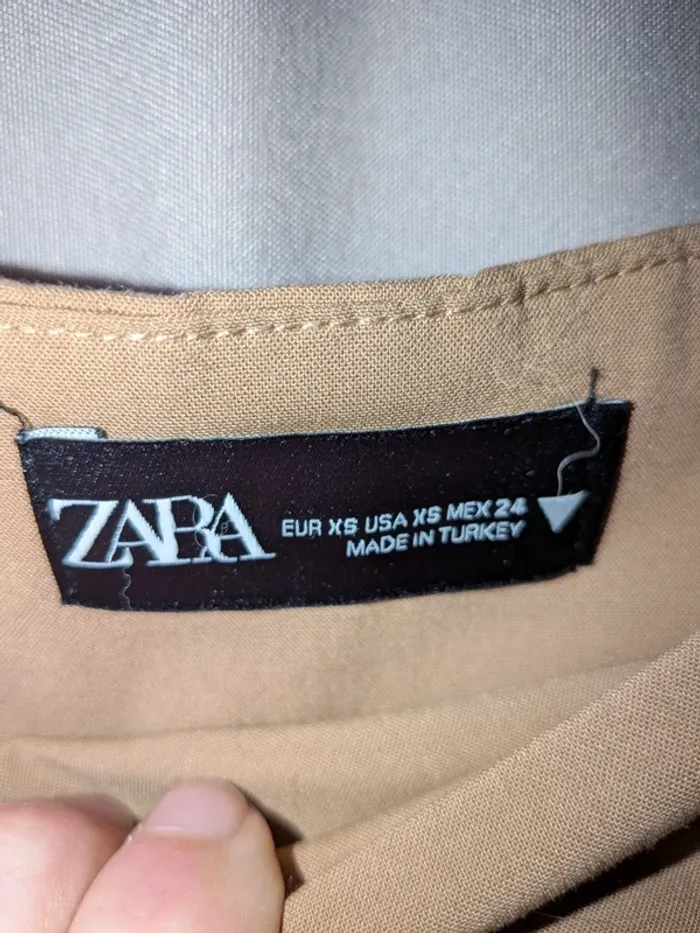 ZARA
EUR XS USA XS MEX 24
MADE IN TURKEY